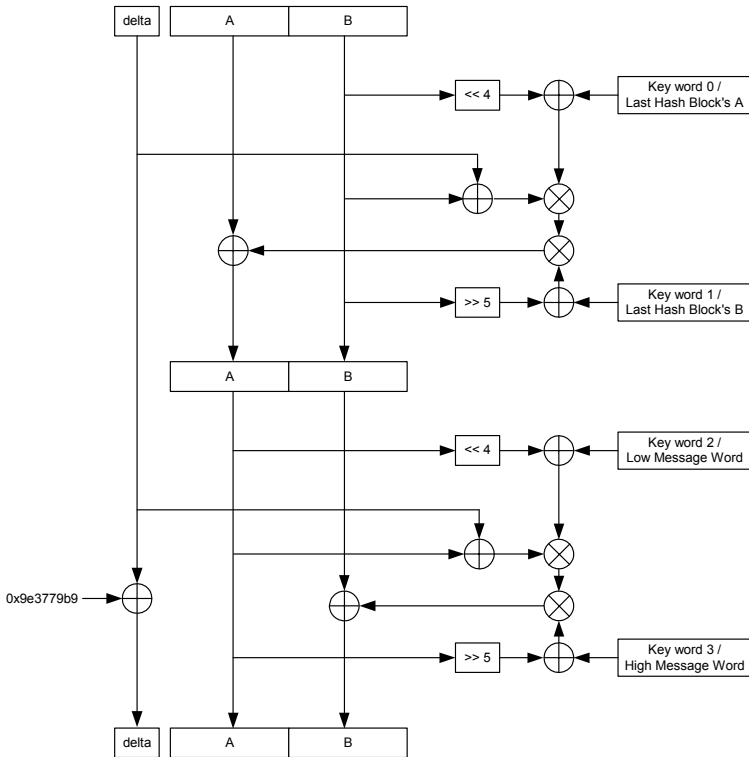 delta
A
B
<< 4
Key word 0 /
Last Hash Block's A
>> 5
Key word 1 /
Last Hash Block's B
A
B
<< 4
Key word 2 /
Low Message Word
0x9e3779b9
>> 5
Key word 3 /
High Message Word
delta
A
B